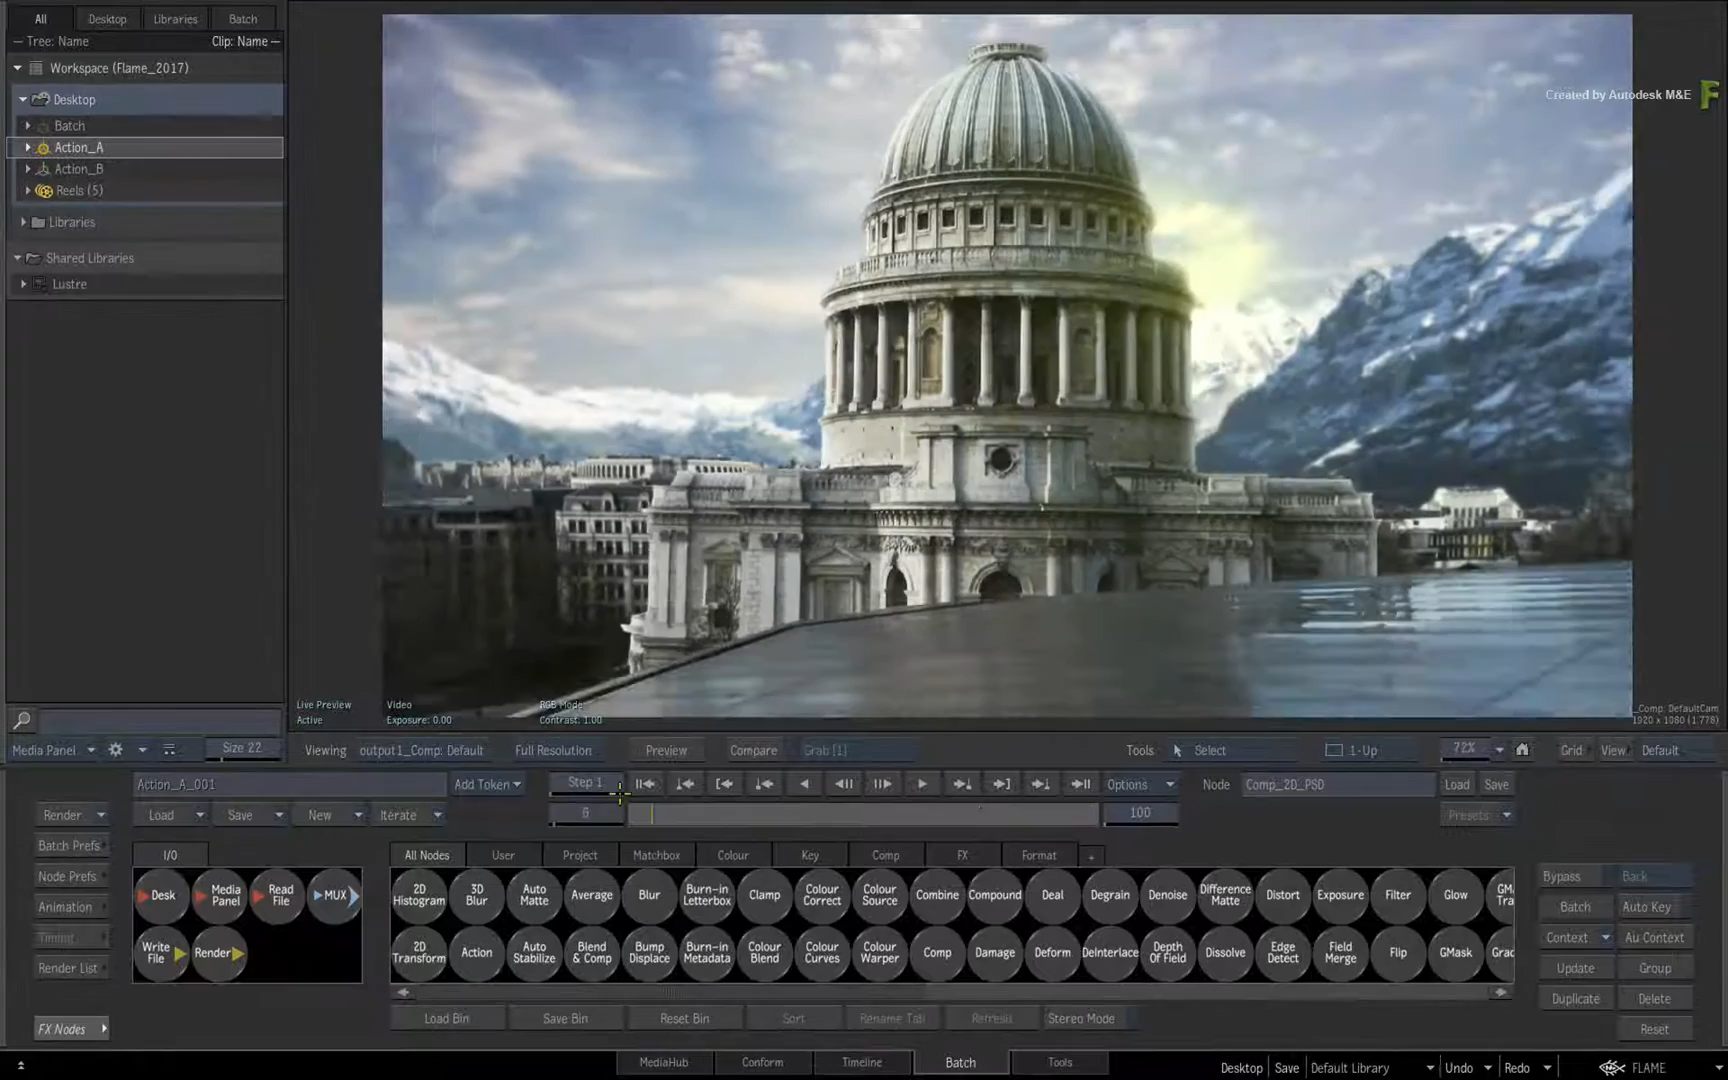 All Desktop Libraries Batch
Tree: Name Clip: Name
Workspace (Flame_2017)
Desktop
Batch
Action_A
Action_B
Reels (5)
Libraries
Shared Libraries
Lustre
Created by Autodesk M&E
Live Preview Video RGB Mode:
Active Exposure: 0.00 Contrast: 1.00
_Comp: DefaultCam
1920 x 1080 (1.778)
Media Panel Size 22 Viewing output1_Comp: Default Full Resolution Preview Compare Grab [1] Tools Select 1-Up 72% Grid View Default
Action_A_001 Add Token Step 1 Options Node Comp_2D_PSD Load Save
Render Load Save New Iterate 6 100 Presets
Batch Prefs I/O All Nodes User Project Matchbox Colour Key Comp FX Format
Node Prefs
Animation
Timing
Render List
FX Nodes
Desk Media Panel Read File MUX
Write File Render
2D Histogram 3D Blur Auto Matte Average Blur Burn-in Letterbox Clamp Colour Correct Colour Source Combine Compound Deal Degrain Denoise Difference Matte Distort Exposure Filter Glow
2D Transform Action Auto Stabilize Blend & Comp Bump Displace Burn-in Metadata Colour Blend Colour Curves Colour Warper Comp Damage Deform DeInterlace Depth Of Field Dissolve Edge Detect Field Merge Flip GMask
Bypass Back
Batch Auto Key
Context Au Context
Update Group
Duplicate Delete
Reset
Load Bin Save Bin Reset Bin Sort Rename Tab Refresh Stereo Mode
MediaHub Conform Timeline Batch Tools Desktop Save Default Library Undo Redo FLAME